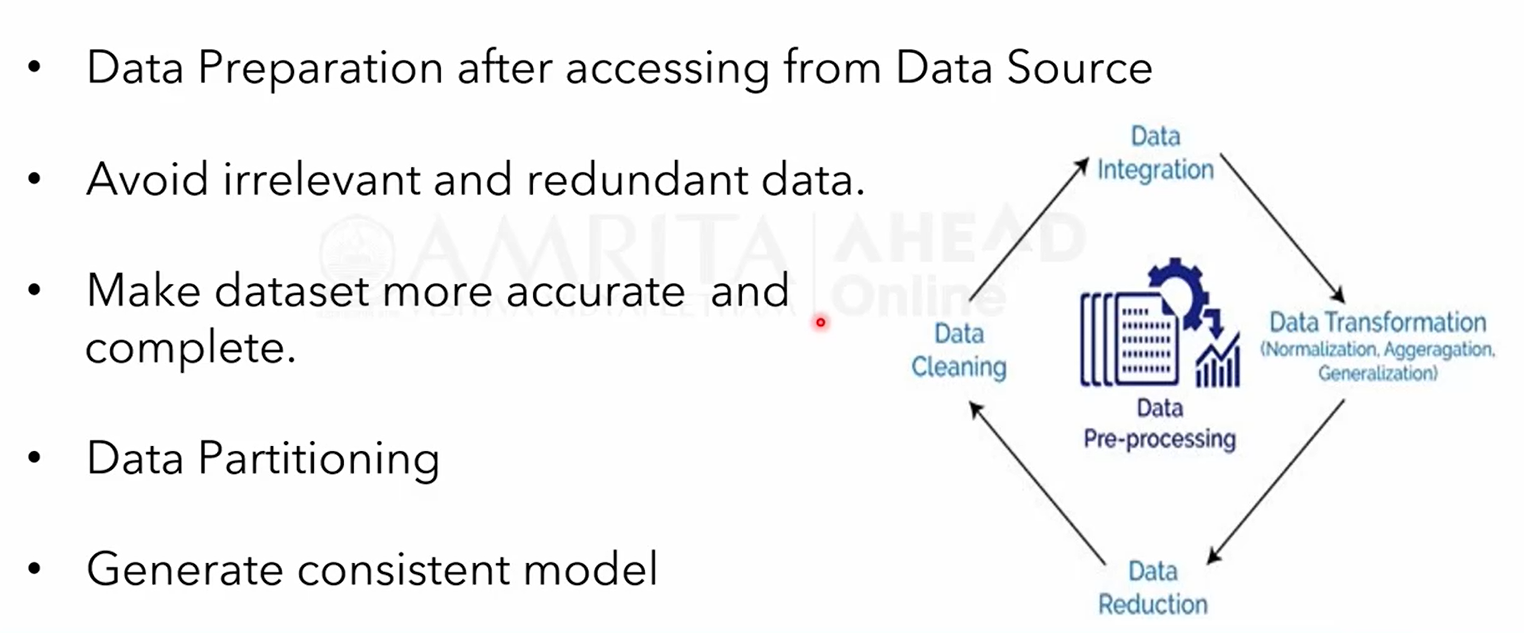 • Data Preparation after accessing from Data Source
• Avoid irrelevant and redundant data.
• Make dataset more accurate and
complete.
• Data Partitioning
• Generate consistent model
Data
Integration
Data Transformation
(Normalization, Aggeragation,
Generalization)
Data
Reduction
Data
Cleaning
Data
Pre-processing
AMRITA
AHEAD
Online